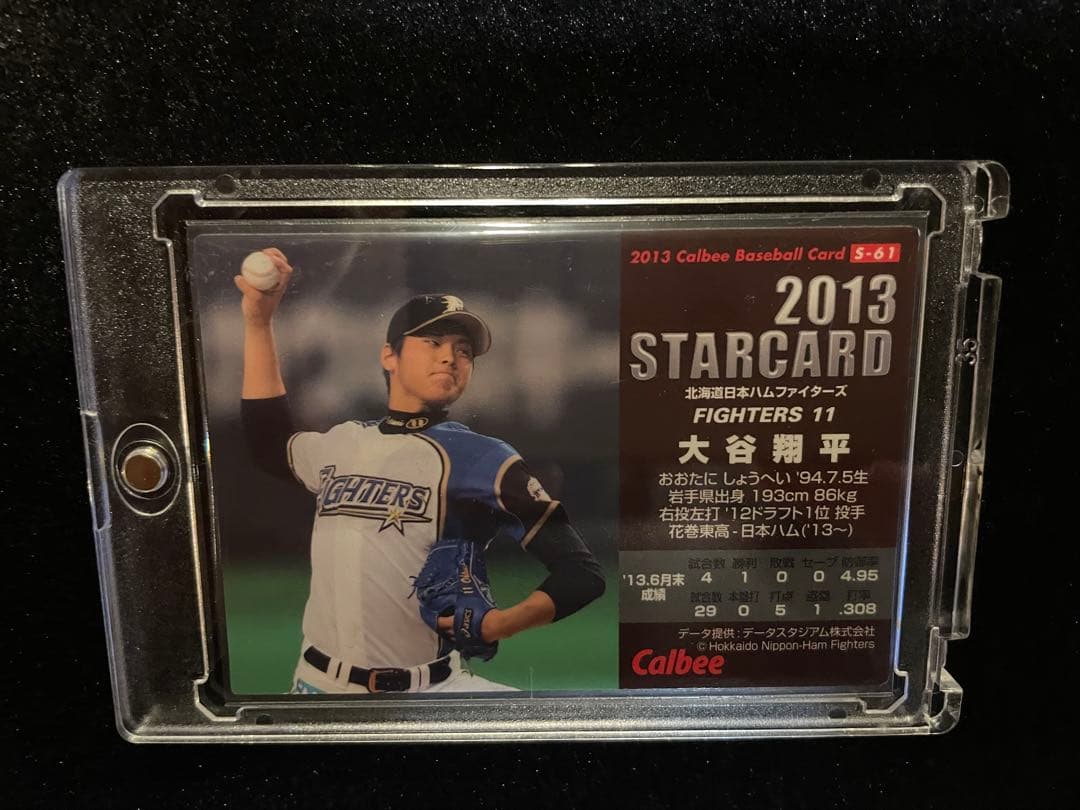 2013 Calbee Baseball Card S-61
2013
STARCARD
北海道日本ハムファイターズ
FIGHTERS 11
大谷翔平
おおたに しょうへい '94.7.5生
岩手県出身 193cm 86kg
右投左打 '12ドラフト1位 投手
花巻東高-日本ハム('13~)
試合数 勝利 敗戦 セーブ 防御率
'13.6月末 4 1 0 0 4.95
成績 試合数 本塁打 打点 盗塁 打率
29 0 5 1 .308
データ提供:データスタジアム株式会社
© Hokkaido Nippon-Ham Fighters
Calbee
FIGHTERS
11
ASICS
35